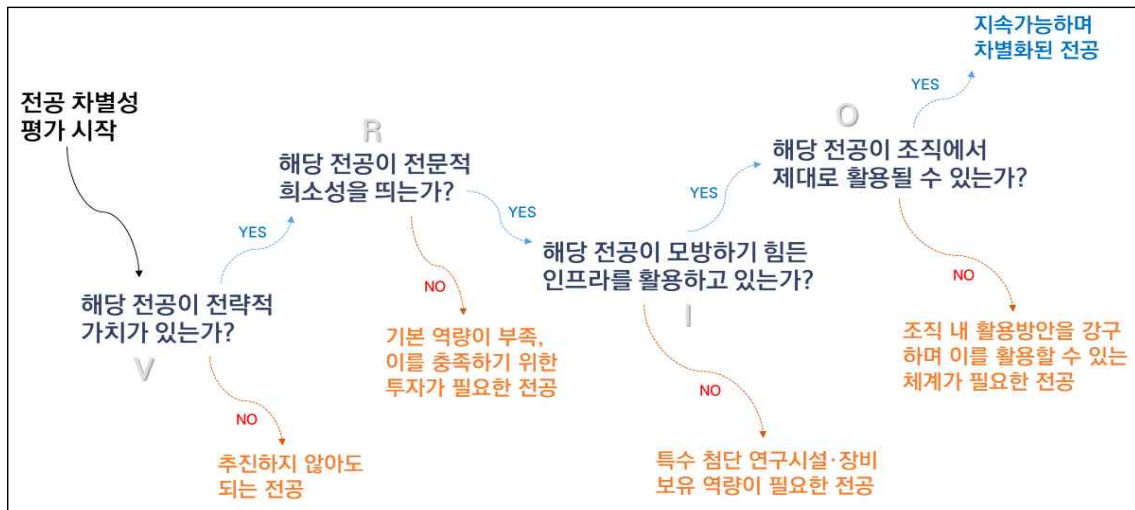 전공 차별성
평가 시작
해당 전공이 전략적
가치가 있는가?
V
YES
NO
추진하지 않아도
되는 전공
R
해당 전공이 전문적
희소성을 띄는가?
YES
NO
기본 역량이 부족,
이를 충족하기 위한
투자가 필요한 전공
해당 전공이 모방하기 힘든
인프라를 활용하고 있는가?
I
YES
NO
특수 첨단 연구시설·장비
보유 역량이 필요한 전공
O
해당 전공이 조직에서
제대로 활용될 수 있는가?
YES
NO
조직 내 활용방안을 강구
하며 이를 활용할 수 있는
체계가 필요한 전공
지속가능하며
차별화된 전공